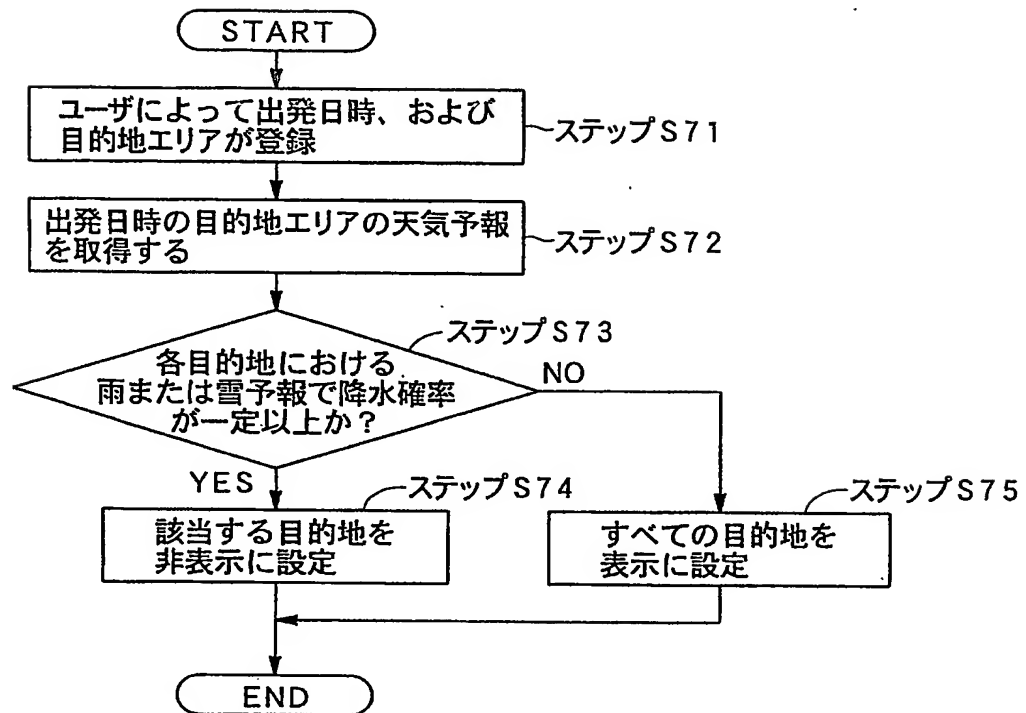 START
ユーザによって出発日時、および
目的地エリアが登録
ステップS71
出発日時の目的地エリアの天気予報
を取得する
ステップS72
ステップS73
各目的地における
雨または雪予報で降水確率
が一定以上か？
NO
YES
ステップS74
該当する目的地を
非表示に設定
ステップS75
すべての目的地を
表示に設定
END